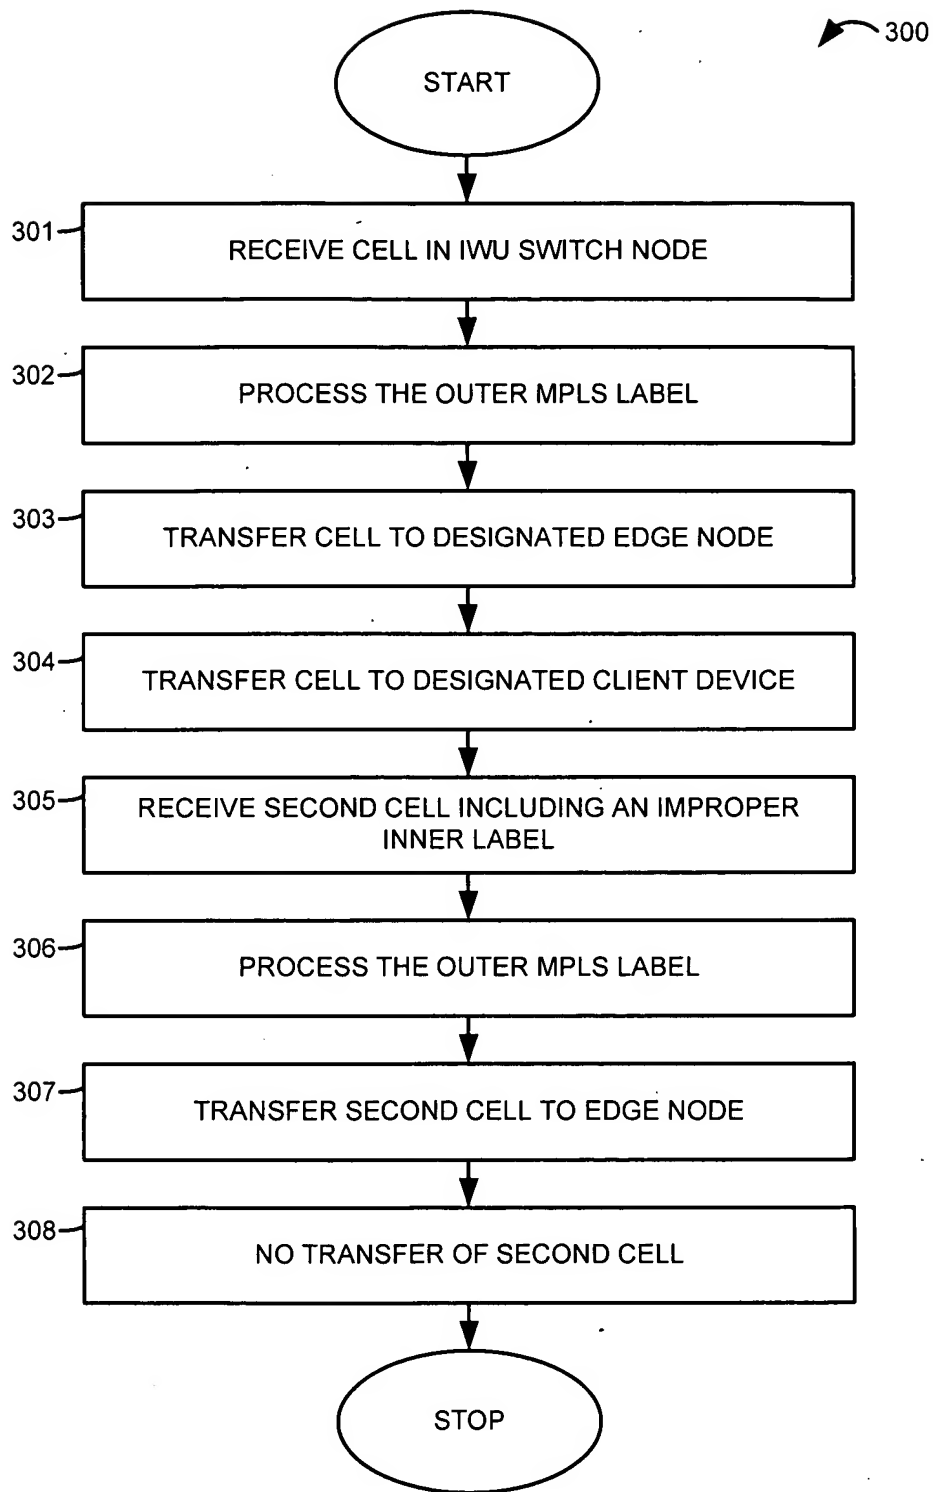 300
START
301
RECEIVE CELL IN IWU SWITCH NODE
302
PROCESS THE OUTER MPLS LABEL
303
TRANSFER CELL TO DESIGNATED EDGE NODE
304
TRANSFER CELL TO DESIGNATED CLIENT DEVICE
305
RECEIVE SECOND CELL INCLUDING AN IMPROPER
INNER LABEL
306
PROCESS THE OUTER MPLS LABEL
307
TRANSFER SECOND CELL TO EDGE NODE
308
NO TRANSFER OF SECOND CELL
STOP